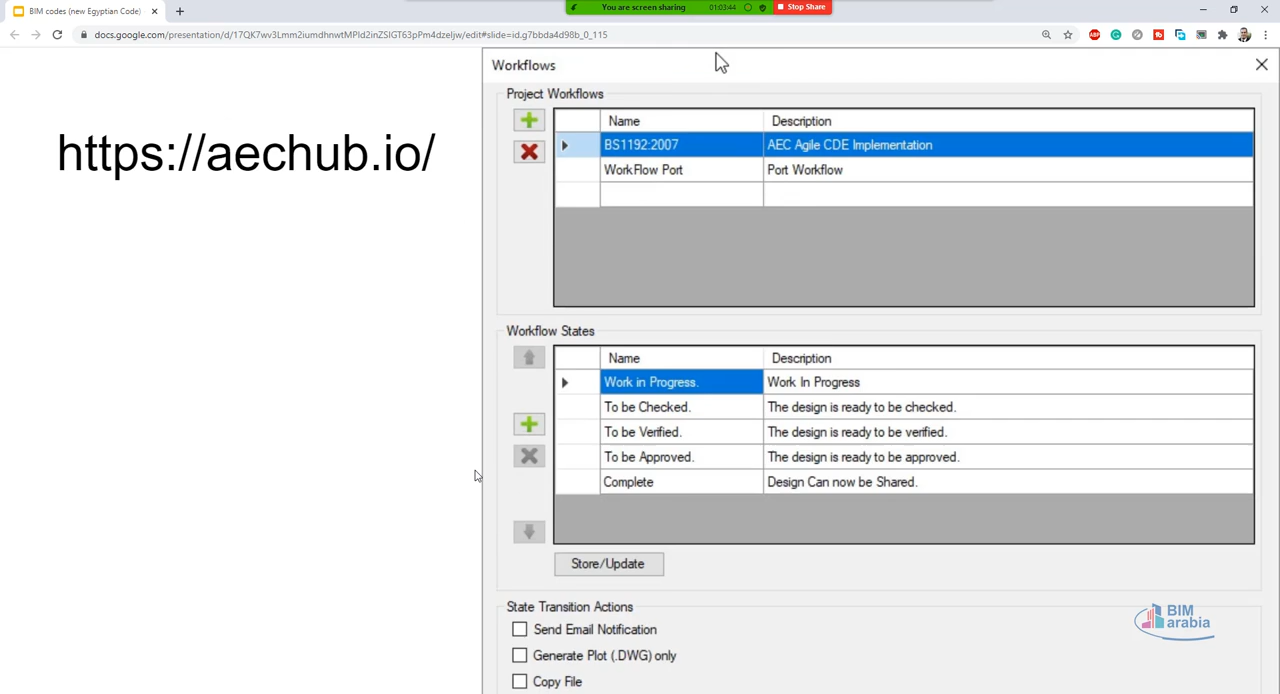 BIM codes (new Egyptian Code)
You are screen sharing
01:03:44
Stop Share
docs.google.com/presentation/d/17QK7wv3Lmm2iumdhnwtMPId2inZSIGT63pPm4dzeIjw/edit#slide=id.g7bbda4d98b_0_115
ABP
https://aechub.io/
Workflows
Project Workflows
Name Description
BS1192:2007 AEC Agile CDE Implementation
WorkFlow Port Port Workflow
Workflow States
Name Description
Work in Progress. Work In Progress
To be Checked. The design is ready to be checked.
To be Verified. The design is ready to be verified.
To be Approved. The design is ready to be approved.
Complete Design Can now be Shared.
Store/Update
State Transition Actions
Send Email Notification
Generate Plot (.DWG) only
Copy File
BIM
arabia